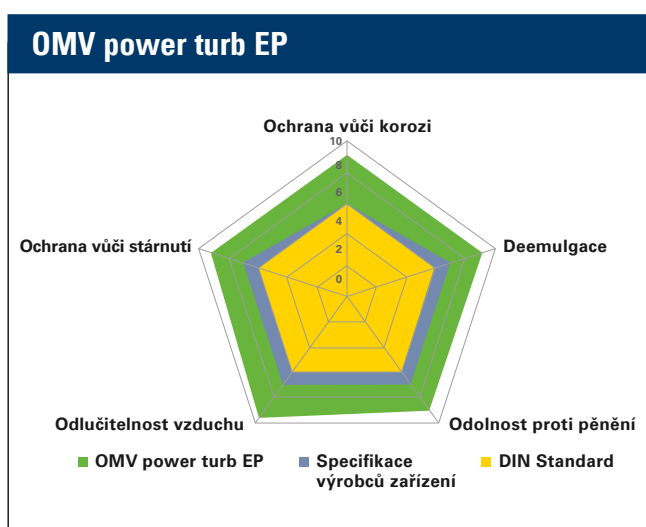 OMV power turb EP
Ochrana vůči korozi
10
8
6
4
2
0
Ochrana vůči stárnutí
Deemulgace
Odlučitelnost vzduchu
Odolnost proti pěnění
OMV power turb EP
Specifikace
výrobců zařízení
DIN Standard